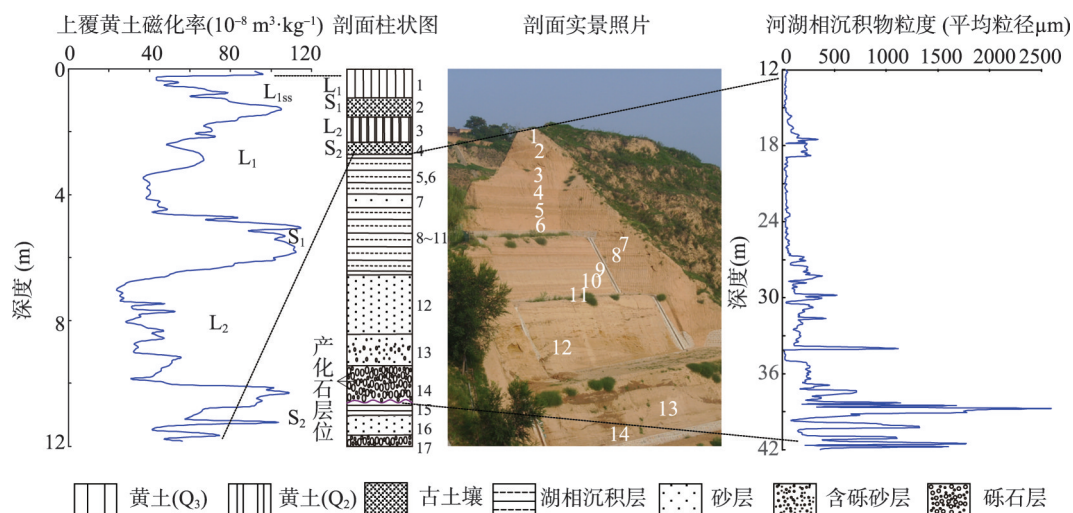 上覆黄土磁化率(10⁻⁸ m³·kg⁻¹)
0 40 80 120
深度 (m)
0
4
8
12
L₁ss
L₁
S₁
L₂
S₂
剖面柱状图
L₁
S₁
L₂
S₂
1
2
3
4
5,6
7
8~11
12
13
14
15
16
17
产化石层位
剖面实景照片
1
2
3
4
5
6
7
8
9
10
11
12
13
14
河湖相沉积物粒度 (平均粒径μm)
0 500 1000 1500 2000 2500
深度 (m)
12
18
24
30
36
42
黄土(Q₃) 黄土(Q₂) 古土壤 湖相沉积层 砂层 含砾砂层 砾石层